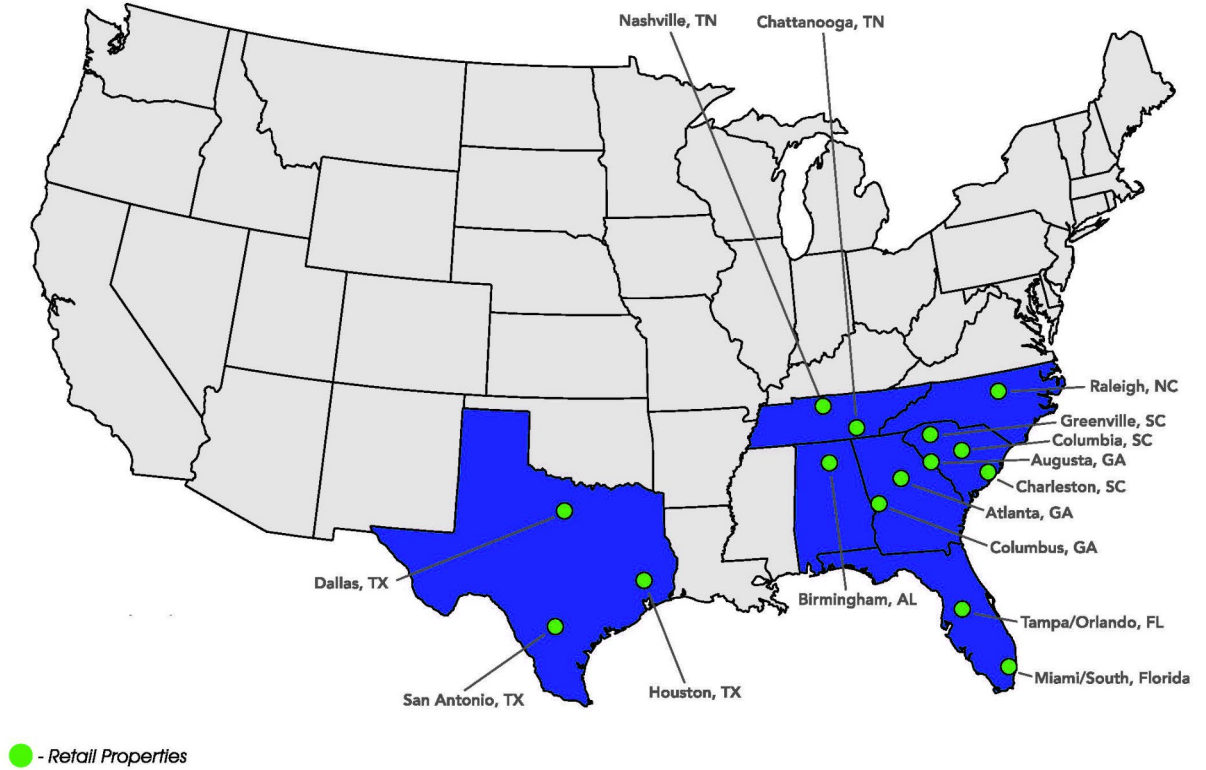 Nashville, TN
Chattanooga, TN
Raleigh, NC
Greenville, SC
Columbia, SC
Augusta, GA
Charleston, SC
Atlanta, GA
Columbus, GA
Dallas, TX
Birmingham, AL
Tampa/Orlando, FL
Miami/South, Florida
San Antonio, TX
Houston, TX
- Retail Properties